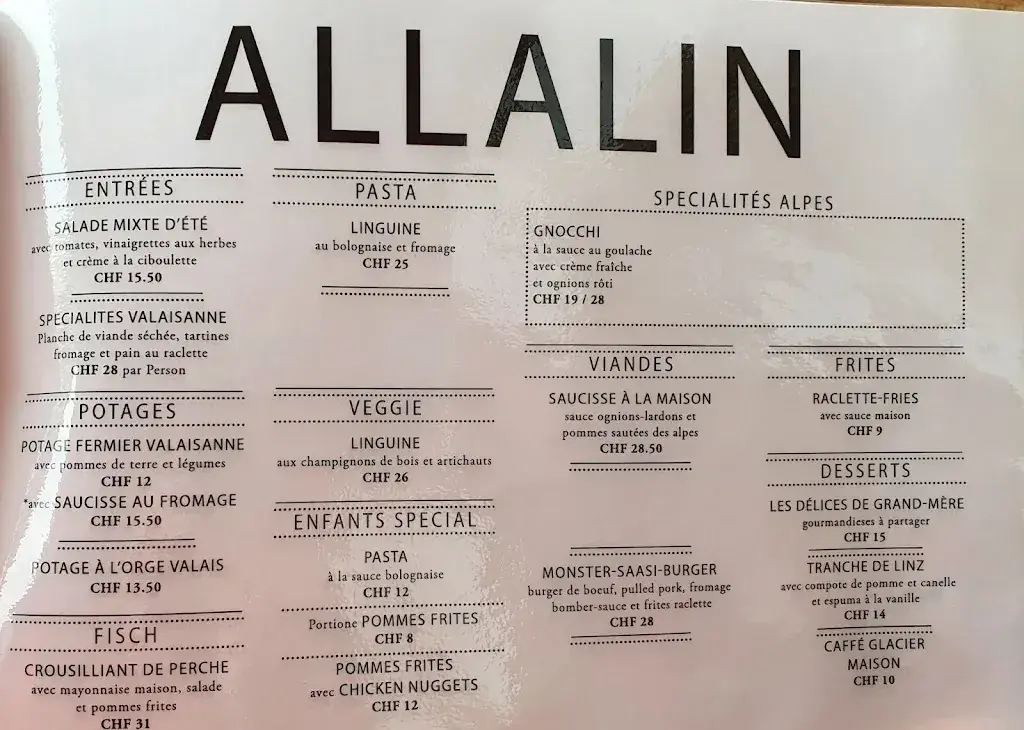 ALLALIN
ENTRÉES
SALADE MIXTE D'ÉTÉ
avec tomates, vinaigrettes aux herbes
et crème à la ciboulette
CHF 15.50
SPECIALITES VALAISANNE
Planche de viande séchée, tartines
fromage et pain au raclette
CHF 28 par Person
POTAGES
POTAGE FERMIER VALAISANNE
avec pommes de terre et légumes
CHF 12
*avec SAUCISSE AU FROMAGE
CHF 15.50
POTAGE À L'ORGE VALAIS
CHF 13.50
FISCH
CROUSILLIANT DE PERCHE
avec mayonnaise maison, salade
et pommes frites
CHF 31
PASTA
LINGUINE
au bolognaise et fromage
CHF 25
VEGGIE
LINGUINE
aux champignons de bois et artichauts
CHF 26
ENFANTS SPECIAL
PASTA
à la sauce bolognaise
CHF 12
Portione POMMES FRITES
CHF 8
POMMES FRITES
avec CHICKEN NUGGETS
CHF 12
SPECIALITÉS ALPES
GNOCCHI
à la sauce au goulache
avec crème fraîche
et ognions rôti
CHF 19 / 28
VIANDES
SAUCISSE À LA MAISON
sauce ognions-lardons et
pommes sautées des alpes
CHF 28.50
MONSTER-SAASI-BURGER
burger de boeuf, pulled pork, fromage
bomber-sauce et frites raclette
CHF 28
FRITES
RACLETTE-FRIES
avec sauce maison
CHF 9
DESSERTS
LES DÉLICES DE GRAND-MÈRE
gourmandieses à partager
CHF 15
TRANCHE DE LINZ
avec compote de pomme et canelle
et espuma à la vanille
CHF 14
CAFFÉ GLACIER
MAISON
CHF 10